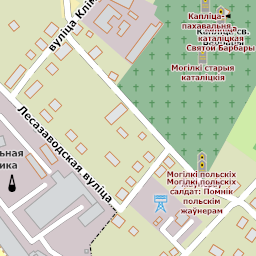 вуліца Клі
Капліца-
пахавальня
Капліца св.
каталіцкая
Святой Барбары
Могілкі старыя
каталіцкія
Лесазаводская вуліца
льная
ика
Могілкі польскіх
Могілкі польскіх
салдат: Помнік
польскім
жаўнерам